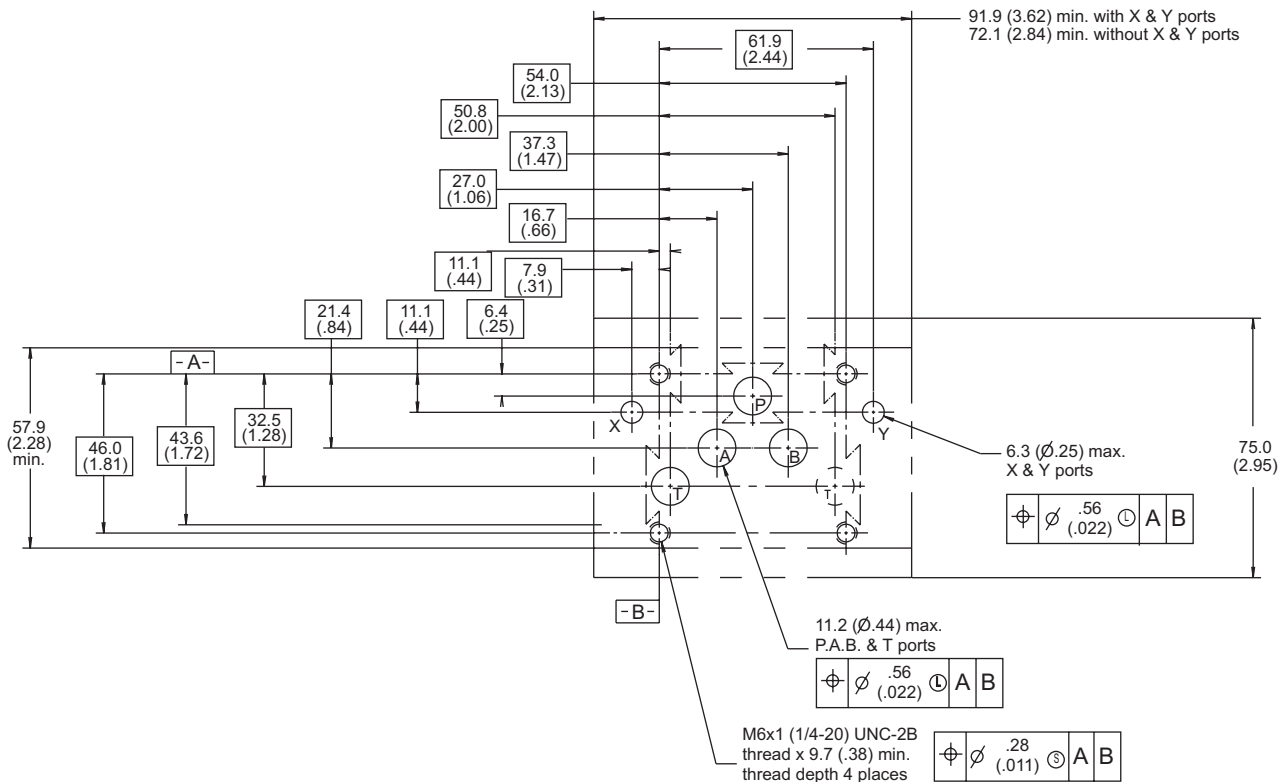 91.9 (3.62) min. with X & Y ports
72.1 (2.84) min. without X & Y ports
61.9
(2.44)
54.0
(2.13)
50.8
(2.00)
37.3
(1.47)
27.0
(1.06)
16.7
(.66)
11.1
(.44)
7.9
(.31)
21.4
(.84)
11.1
(.44)
6.4
(.25)
-A-
57.9
(2.28)
min.
46.0
(1.81)
43.6
(1.72)
32.5
(1.28)
X
P
Y
A
B
T
T
75.0
(2.95)
6.3 (Ø.25) max.
X & Y ports
⌖ Ø .56 (.022) Ⓛ A B
-B-
11.2 (Ø.44) max.
P.A.B. & T ports
⌖ Ø .56 (.022) Ⓛ A B
M6x1 (1/4-20) UNC-2B
thread x 9.7 (.38) min.
thread depth 4 places
⌖ Ø .28 (.011) Ⓢ A B